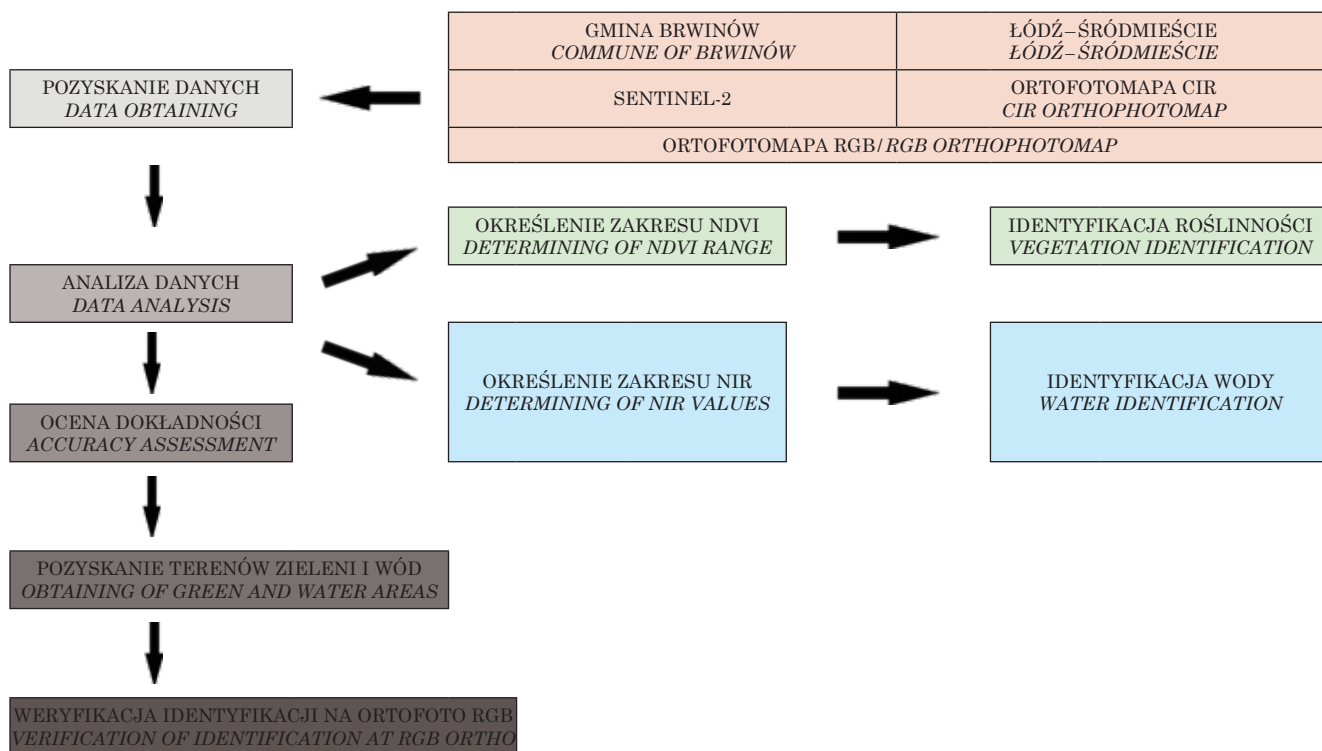 GMINA BRWINÓW
COMMUNE OF BRWINÓW
ŁÓDŹ–ŚRÓDMIEŚCIE
ŁÓDŹ–ŚRÓDMIEŚCIE
POZYSKANIE DANYCH
DATA OBTAINING
SENTINEL-2
ORTOFOTOMAPA CIR
CIR ORTHOPHOTOMAP
ORTOFOTOMAPA RGB/RGB ORTHOPHOTOMAP
OKREŚLENIE ZAKRESU NDVI
DETERMINING OF NDVI RANGE
IDENTYFIKACJA ROŚLINNOŚCI
VEGETATION IDENTIFICATION
ANALIZA DANYCH
DATA ANALYSIS
OKREŚLENIE ZAKRESU NIR
DETERMINING OF NIR VALUES
IDENTYFIKACJA WODY
WATER IDENTIFICATION
OCENA DOKŁADNOŚCI
ACCURACY ASSESSMENT
POZYSKANIE TERENÓW ZIELENI I WÓD
OBTAINING OF GREEN AND WATER AREAS
WERYFIKACJA IDENTYFIKACJI NA ORTOFOTO RGB
VERIFICATION OF IDENTIFICATION AT RGB ORTHO